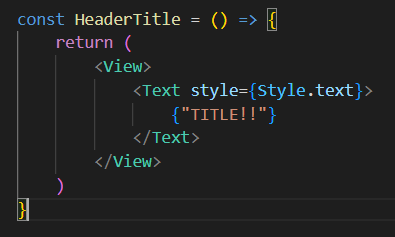 const HeaderTitle = () => {
    return (
        <View>
            <Text style={Style.text}>
                {"TITLE!!"}
            </Text>
        </View>
    )
}